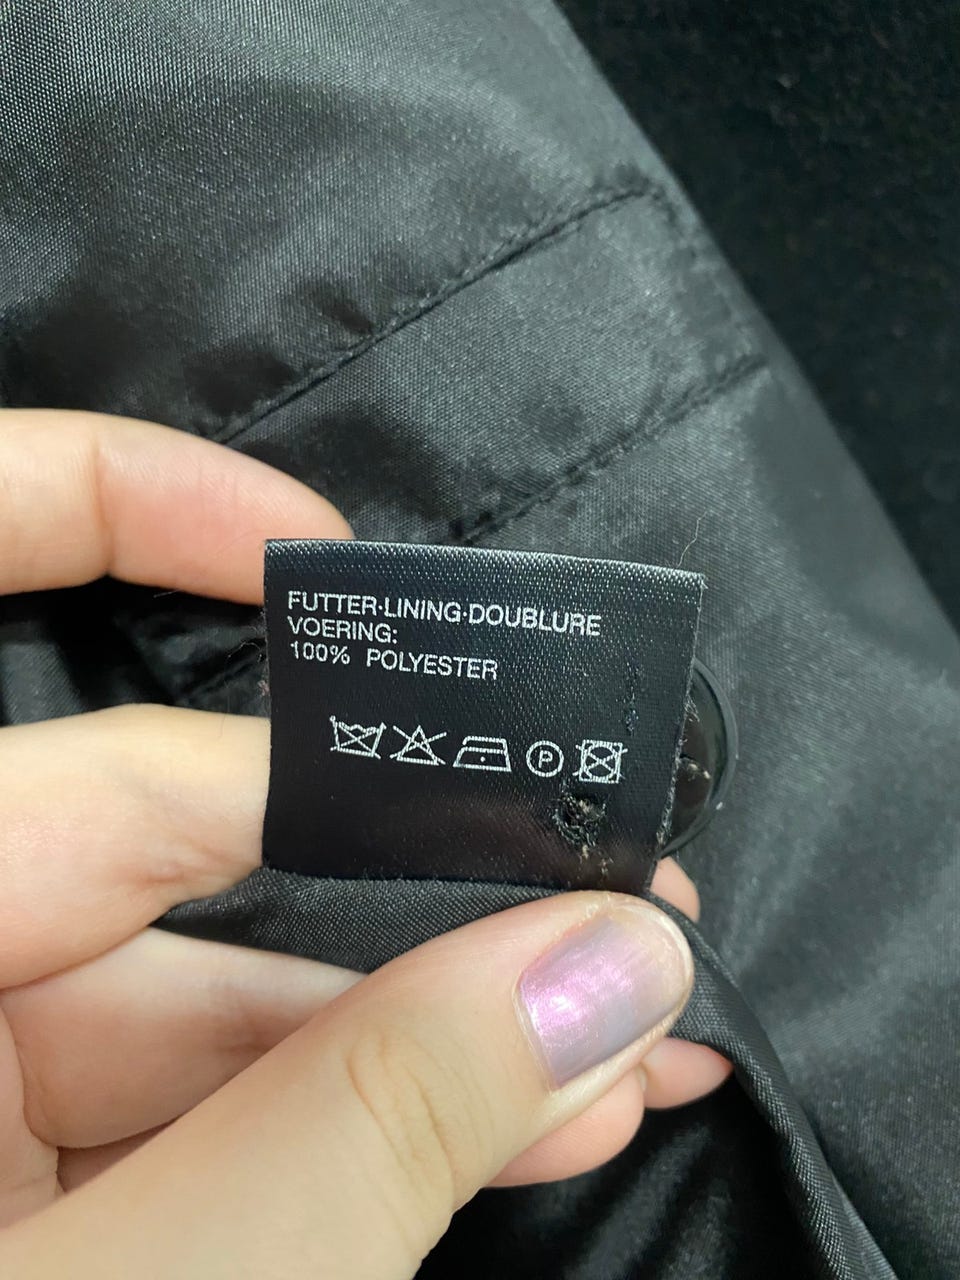 FUTTER·LINING·DOUBLURE
VOERING:
100% POLYESTER
P